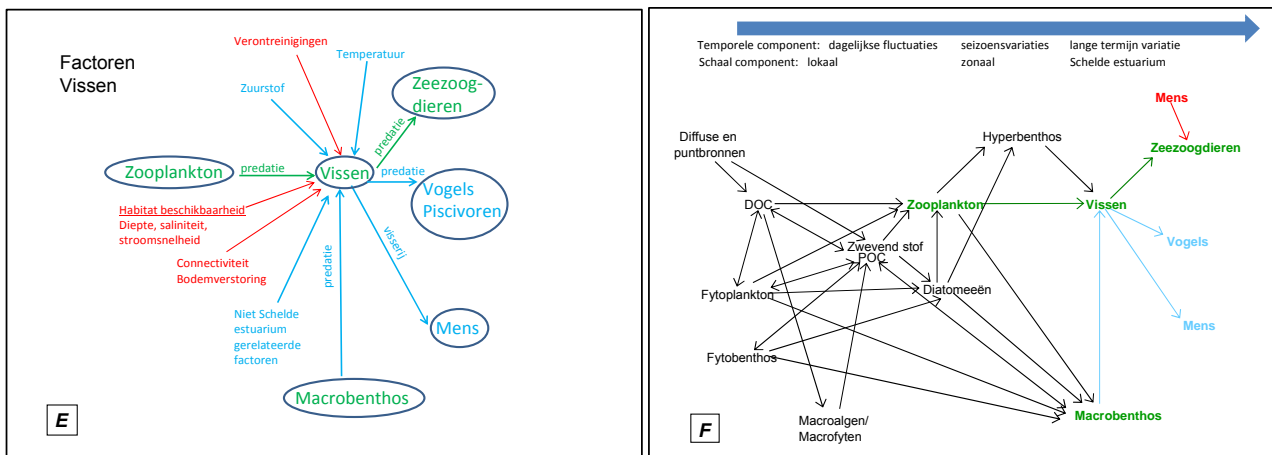 Factoren
Vissen
Verontreinigingen
Temperatuur
Zuurstof
Zeezoog-
dieren
predatie
Zooplankton
predatie
Vissen
predatie
Vogels
Piscivoren
Habitat beschikbaarheid
Diepte, saliniteit,
stroomsnelheid
visserij
predatie
Connectiviteit
Bodemverstoring
Niet Schelde
estuarium
gerelateerde
factoren
Mens
Macrobenthos
E
Temporele component: dagelijkse fluctuaties seizoensvariaties lange termijn variatie
Schaal component: lokaal zonaal Schelde estuarium
Mens
Diffuse en
puntbronnen
Hyperbenthos
Zeezoogdieren
DOC
Zooplankton
Vissen
Zwevend stof
POC
Vogels
Fytoplankton
Diatomeeën
Mens
Fytobenthos
Macroalgen/
Macrofyten
Macrobenthos
F